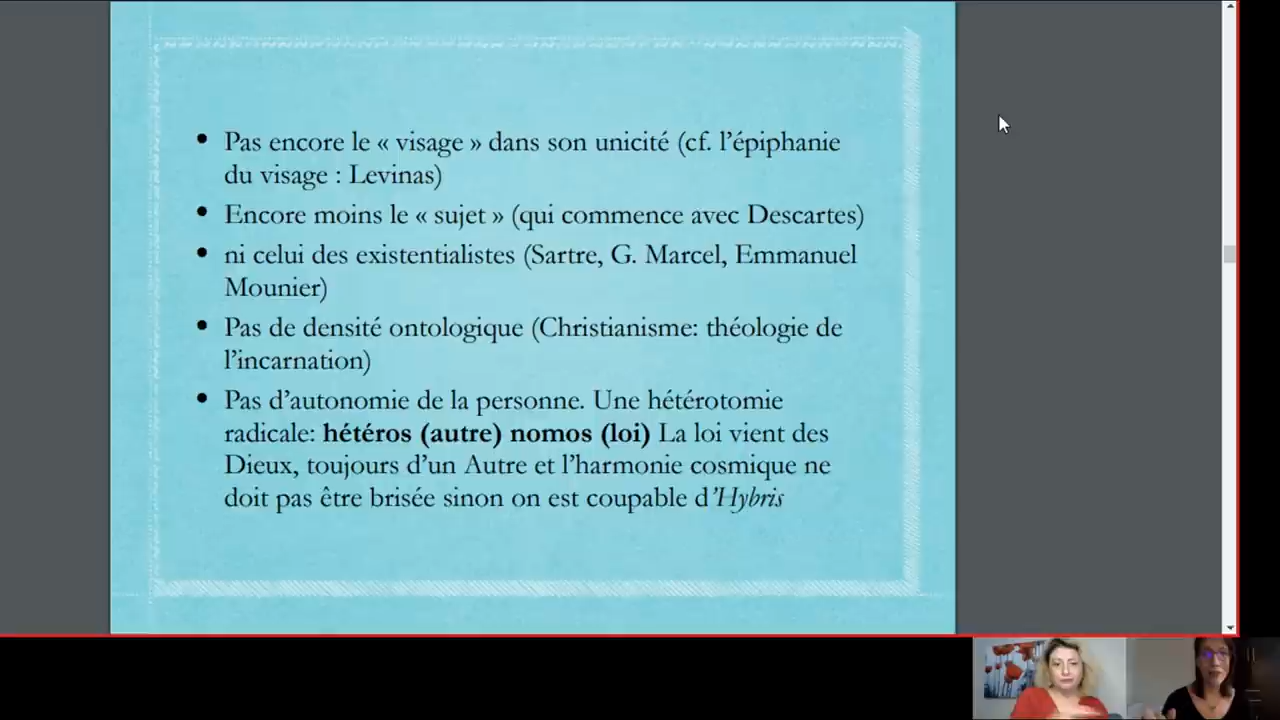 • Pas encore le « visage » dans son unicité (cf. l’épiphanie
du visage : Levinas)
• Encore moins le « sujet » (qui commence avec Descartes)
• ni celui des existentialistes (Sartre, G. Marcel, Emmanuel
Mounier)
• Pas de densité ontologique (Christianisme: théologie de
l’incarnation)
• Pas d’autonomie de la personne. Une hétérotomie
radicale: hétéros (autre) nomos (loi) La loi vient des
Dieux, toujours d’un Autre et l’harmonie cosmique ne
doit pas être brisée sinon on est coupable d’Hybris